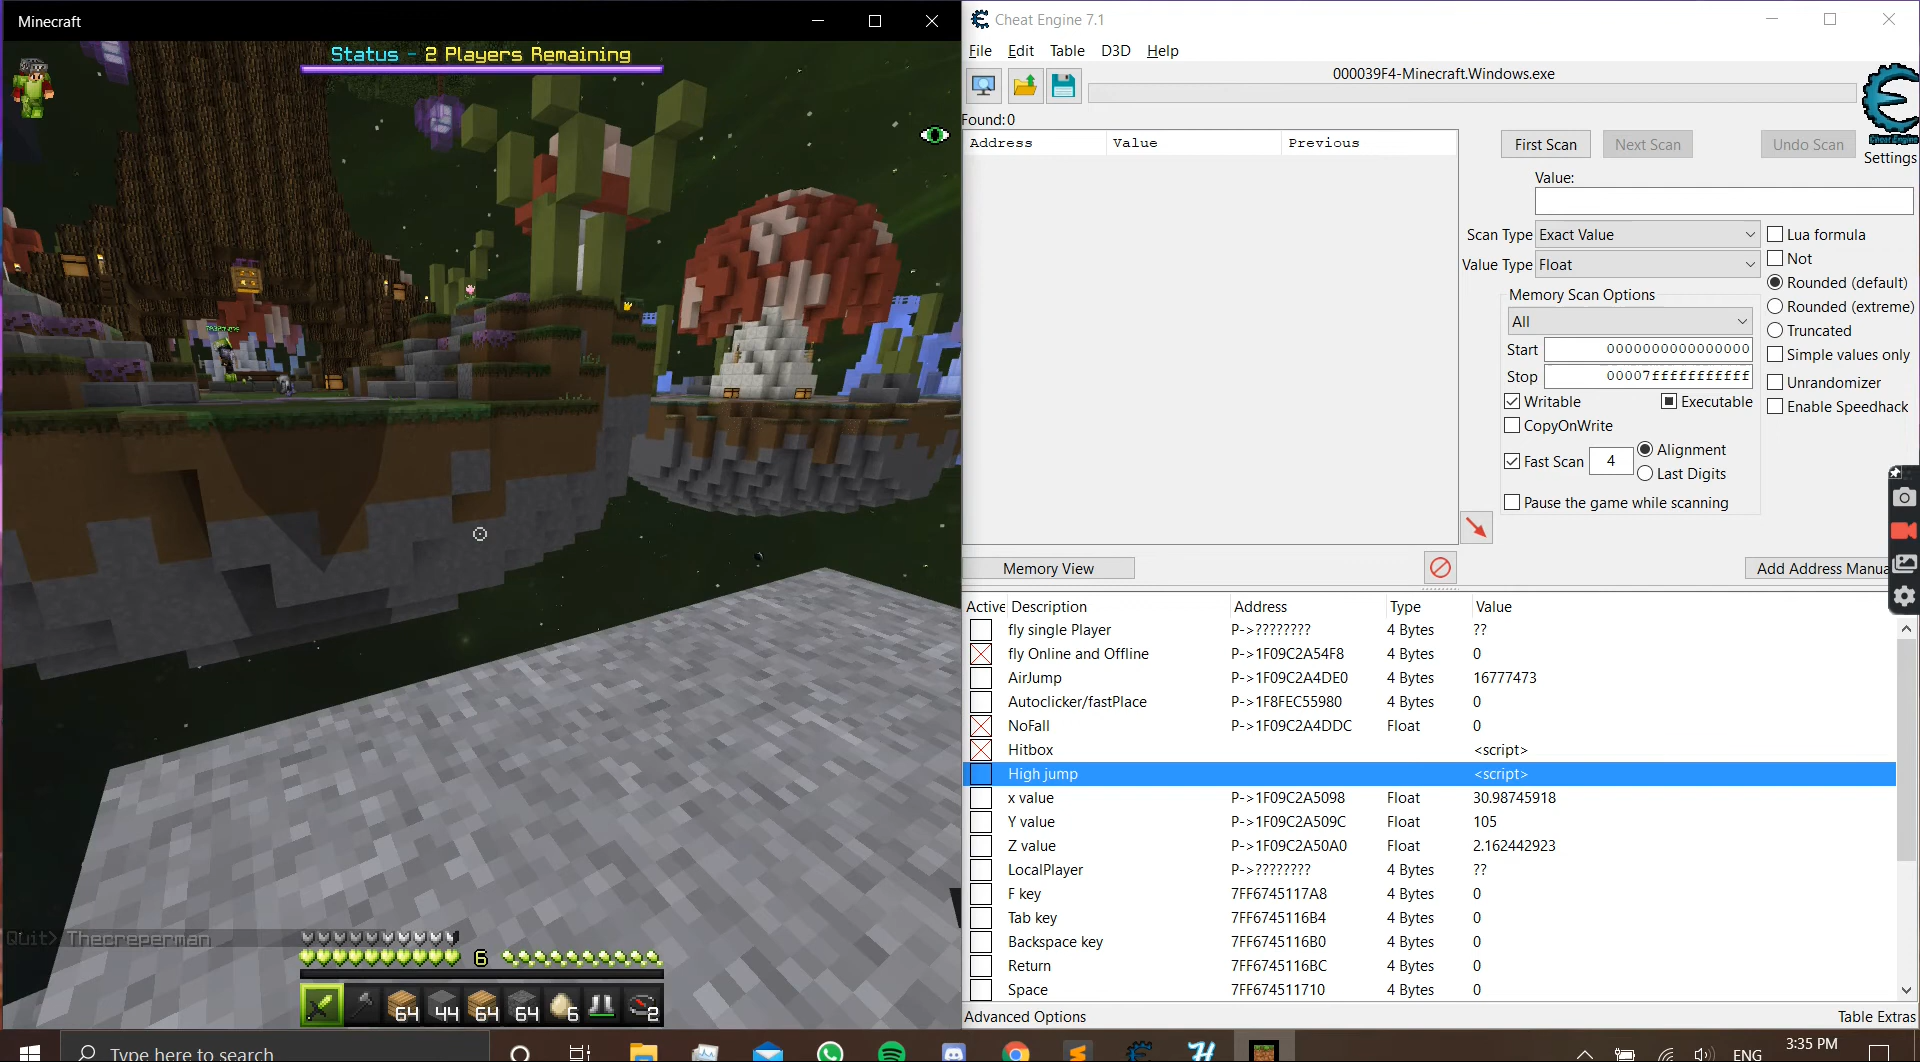 Minecraft
Status - 2 Players Remaining
Quit> Thecreperman
6
64 44 64 64 6 2
Cheat Engine 7.1
File Edit Table D3D Help
000039F4-Minecraft.Windows.exe
Found:0
Address Value Previous
First Scan Next Scan Undo Scan
Cheat Engine
Settings
Value:
Scan Type Exact Value
Lua formula
Value Type Float
Not
Rounded (default)
Memory Scan Options
Rounded (extreme)
All
Truncated
Start 0000000000000000
Simple values only
Stop 00007fffffffffff
Unrandomizer
Writable Executable
Enable Speedhack
CopyOnWrite
Fast Scan 4 Alignment
Last Digits
Pause the game while scanning
Memory View
Add Address Manua
Active Description Address Type Value
fly single Player P->???????? 4 Bytes ??
fly Online and Offline P->1F09C2A54F8 4 Bytes 0
AirJump P->1F09C2A4DE0 4 Bytes 16777473
Autoclicker/fastPlace P->1F8FEC55980 4 Bytes 0
NoFall P->1F09C2A4DDC Float 0
Hitbox <script>
High jump <script>
x value P->1F09C2A5098 Float 30.98745918
Y value P->1F09C2A509C Float 105
Z value P->1F09C2A50A0 Float 2.162442923
LocalPlayer P->???????? 4 Bytes ??
F key 7FF6745117A8 4 Bytes 0
Tab key 7FF6745116B4 4 Bytes 0
Backspace key 7FF6745116B0 4 Bytes 0
Return 7FF6745116BC 4 Bytes 0
Space 7FF674511710 4 Bytes 0
Advanced Options Table Extras
Type here to search
ENG
3:35 PM